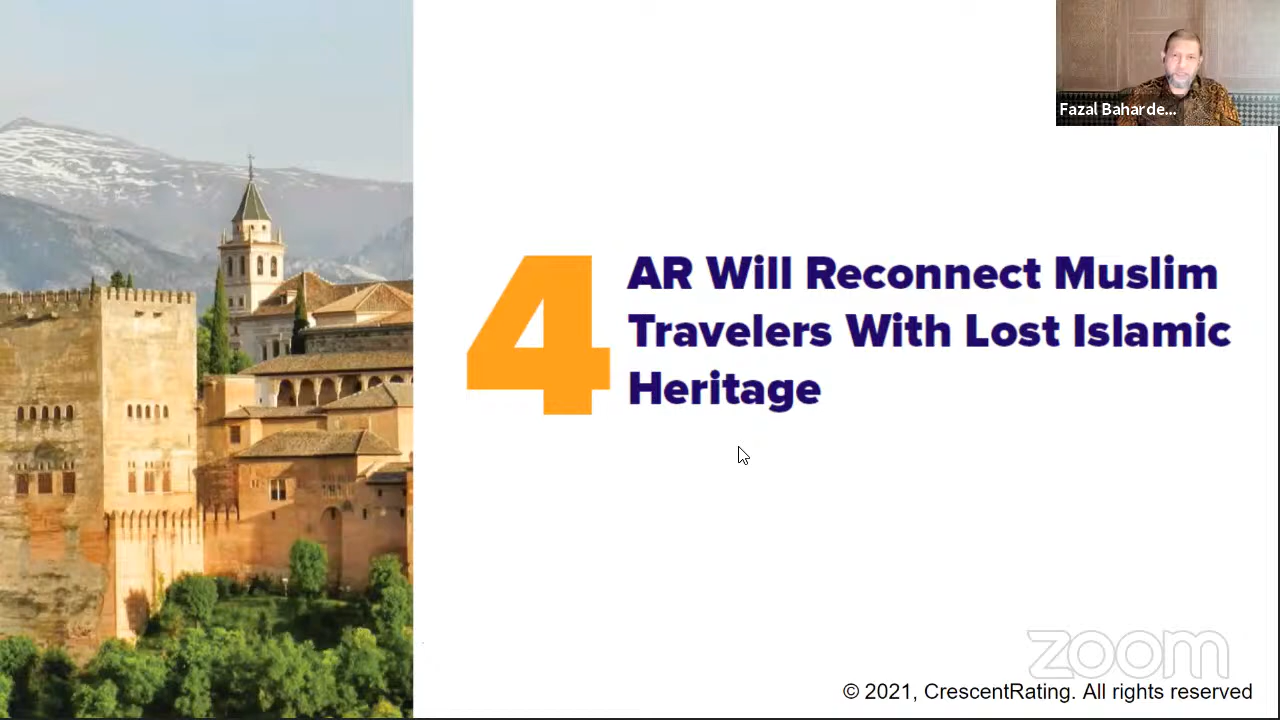 Fazal Baharde...
4
AR Will Reconnect Muslim
Travelers With Lost Islamic
Heritage
zoom
© 2021, CrescentRating. All rights reserved